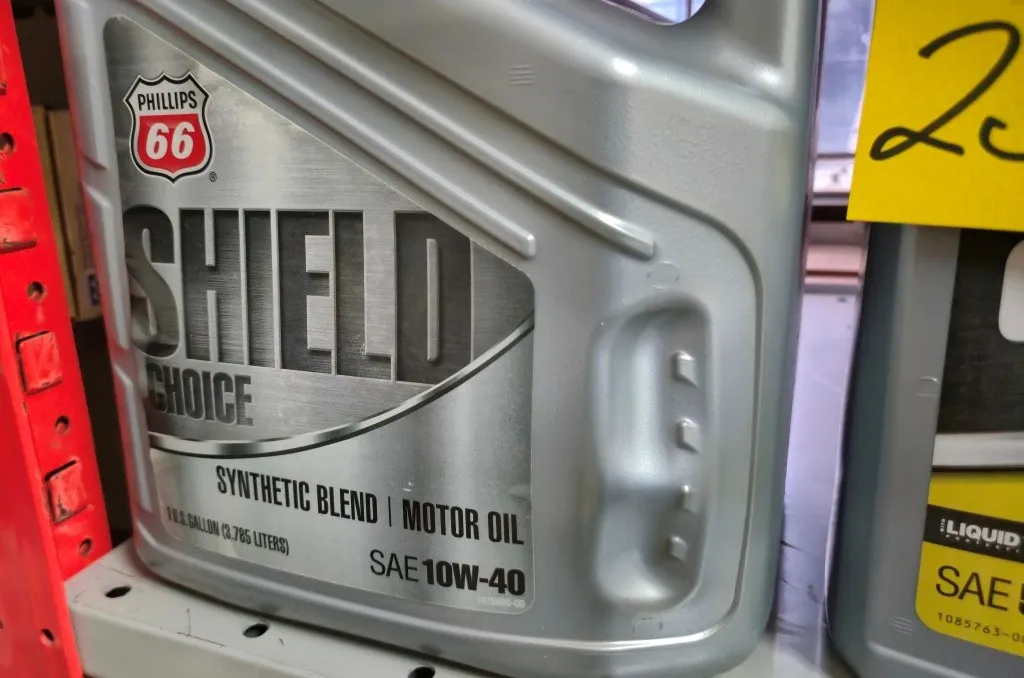 PHILLIPS
66
®
SHIELD
CHOICE
SYNTHETIC BLEND | MOTOR OIL
1 U.S. GALLON (3.785 LITERS)
SAE 10W-40
LIQUID
SAE